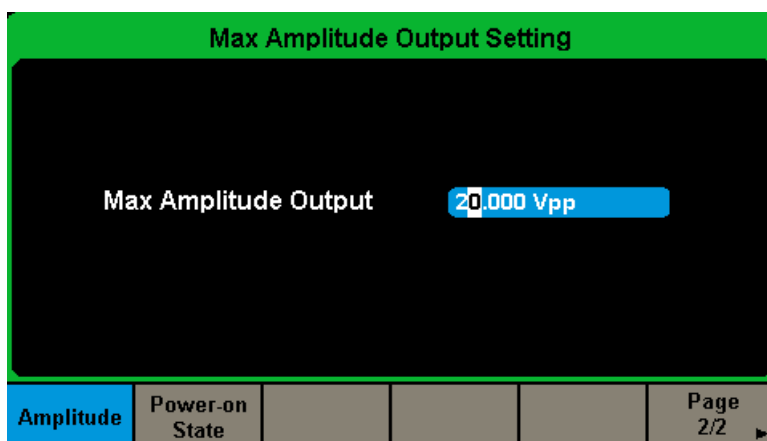 Max Amplitude Output Setting
Max Amplitude Output 20.000 Vpp
Amplitude
Power-on
State
Page
2/2